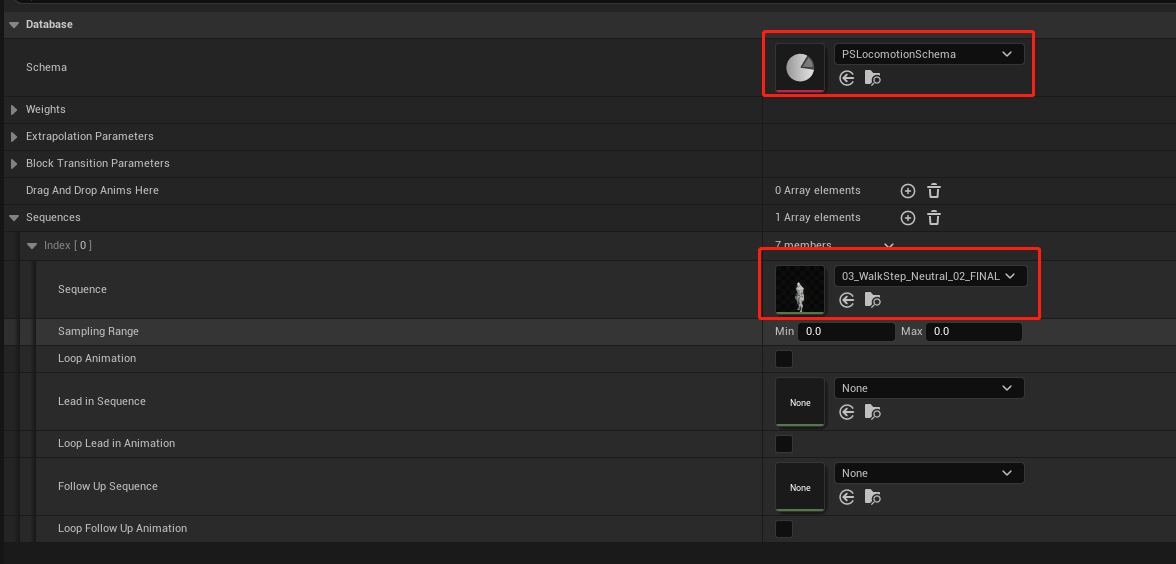 Database
Schema
PSLocomotionSchema
Weights
Extrapolation Parameters
Block Transition Parameters
Drag And Drop Anims Here
0 Array elements
Sequences
1 Array elements
Index [ 0 ]
7 members
Sequence
03_WalkStep_Neutral_02_FINAL
Sampling Range
Min 0.0 Max 0.0
Loop Animation
Lead in Sequence
None
None
Loop Lead in Animation
Follow Up Sequence
None
None
Loop Follow Up Animation